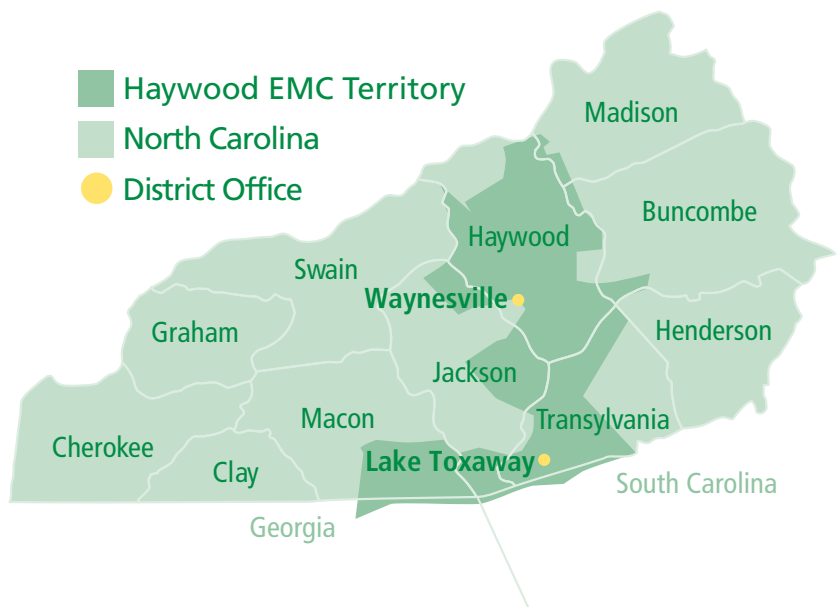 Haywood EMC Territory
North Carolina
District Office
Madison
Buncombe
Haywood
Swain
Waynesville
Graham
Henderson
Jackson
Macon
Transylvania
Cherokee
Clay
Lake Toxaway
South Carolina
Georgia